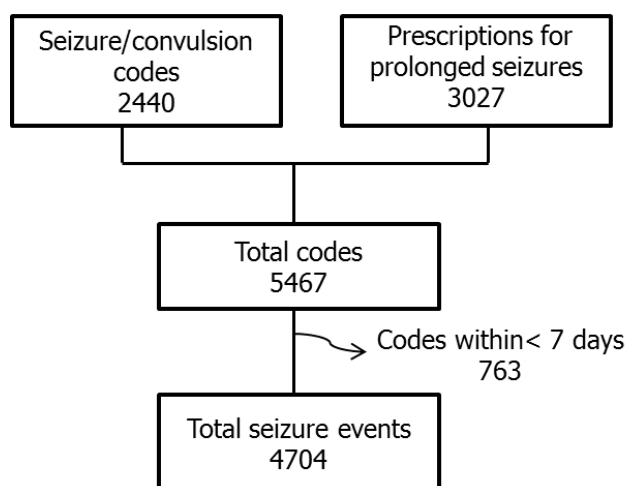 Seizure/convulsion
codes
2440
Prescriptions for
prolonged seizures
3027
Total codes
5467
Codes within< 7 days
763
Total seizure events
4704